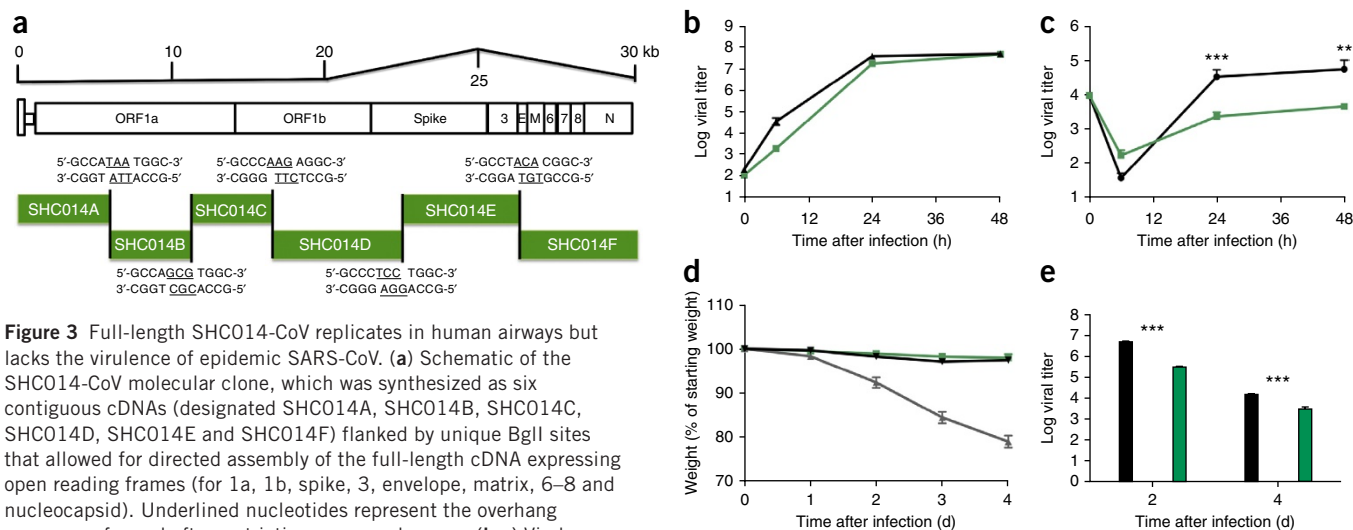 a
0 10 20 30 kb
25
ORF1a ORF1b Spike 3 E M 6 7 8 N
5′-GCCATAA TGGC-3′ 5′-GCCCAAG AGGC-3′ 5′-GCCTACA CGGC-3′
3′-CGGT ATTACCG-5′ 3′-CGGG TTCTCCG-5′ 3′-CGGA TGTGCCG-5′
SHC014A SHC014C SHC014E
SHC014B SHC014D SHC014F
5′-GCCAGCG TGGC-3′ 5′-GCCCTCC TGGC-3′
3′-CGGT CGCACCG-5′ 3′-CGGG AGGACCG-5′
Figure 3 Full-length SHC014-CoV replicates in human airways but
lacks the virulence of epidemic SARS-CoV. (a) Schematic of the
SHC014-CoV molecular clone, which was synthesized as six
contiguous cDNAs (designated SHC014A, SHC014B, SHC014C,
SHC014D, SHC014E and SHC014F) flanked by unique BglI sites
that allowed for directed assembly of the full-length cDNA expressing
open reading frames (for 1a, 1b, spike, 3, envelope, matrix, 6–8 and
nucleocapsid). Underlined nucleotides represent the overhang
b
9
8
7
6
5
4
3
2
1
Log viral titer
0 12 24 36 48
Time after infection (h)
c
6
5
4
3
2
1
Log viral titer
*** **
0 12 24 36 48
Time after infection (h)
d
110
100
90
80
70
Weight (% of starting weight)
0 1 2 3 4
Time after infection (d)
e
8
7
6
5
4
3
2
1
0
Log viral titer
***
***
2 4
Time after infection (d)